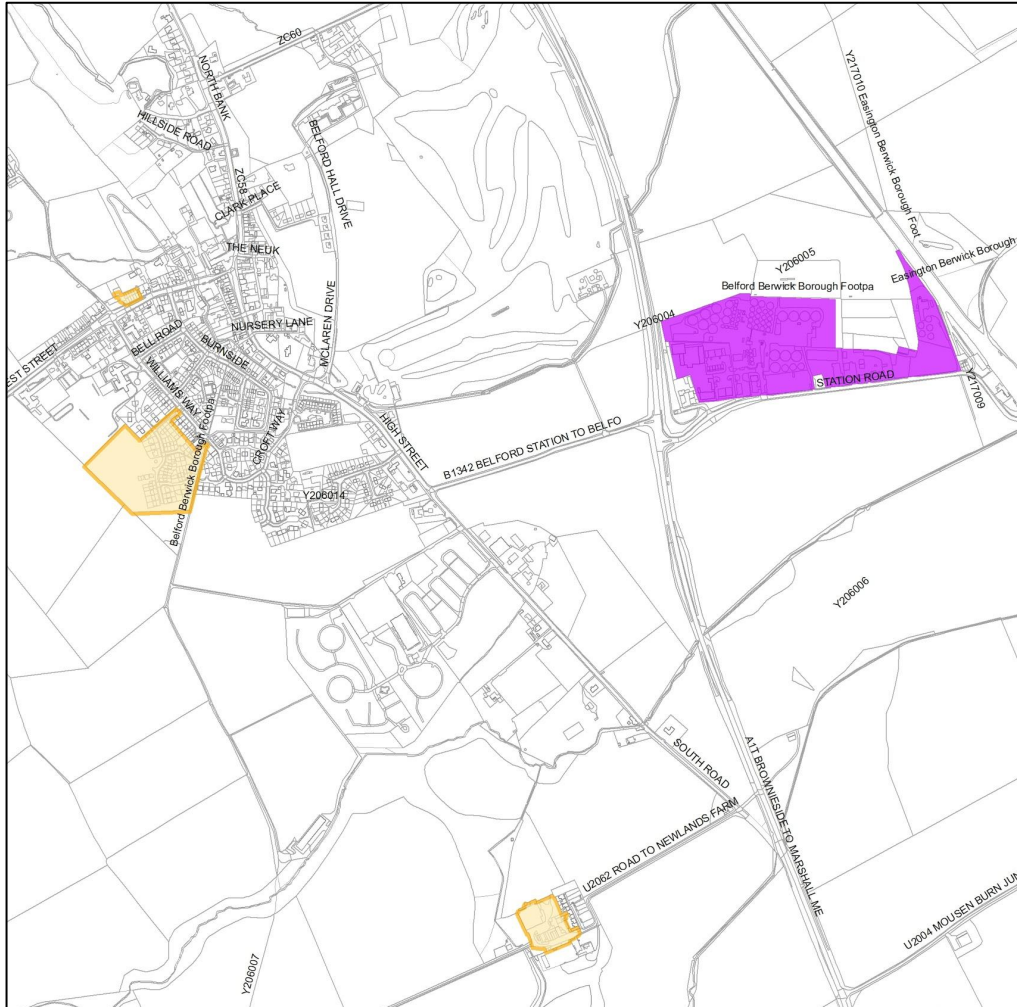 ZC60
NORTH BANK
HILLSIDE ROAD
BELFORD HALL DRIVE
ZC58
CLARK PLACE
THE NEUK
Y217010 Easington Berwick Borough Foot
Easington Berwick Borough
Y206005
Belford Berwick Borough Footpa
Y206004
NURSERY LANE
MCLAREN DRIVE
BELL ROAD
BURNSIDE
EST STREET
WILLIAMS WAY
STATION ROAD
Y217009
HIGH STREET
CROFT WAY
B1342 BELFORD STATION TO BELFO
Belford Berwick Borough Footpa
Y206014
Y206006
SOUTH ROAD
A1T BROWNIESIDE TO MARSHALL ME
U2062 ROAD TO NEWLANDS FARM
U2004 MOUSEN BURN JUN
Y206007